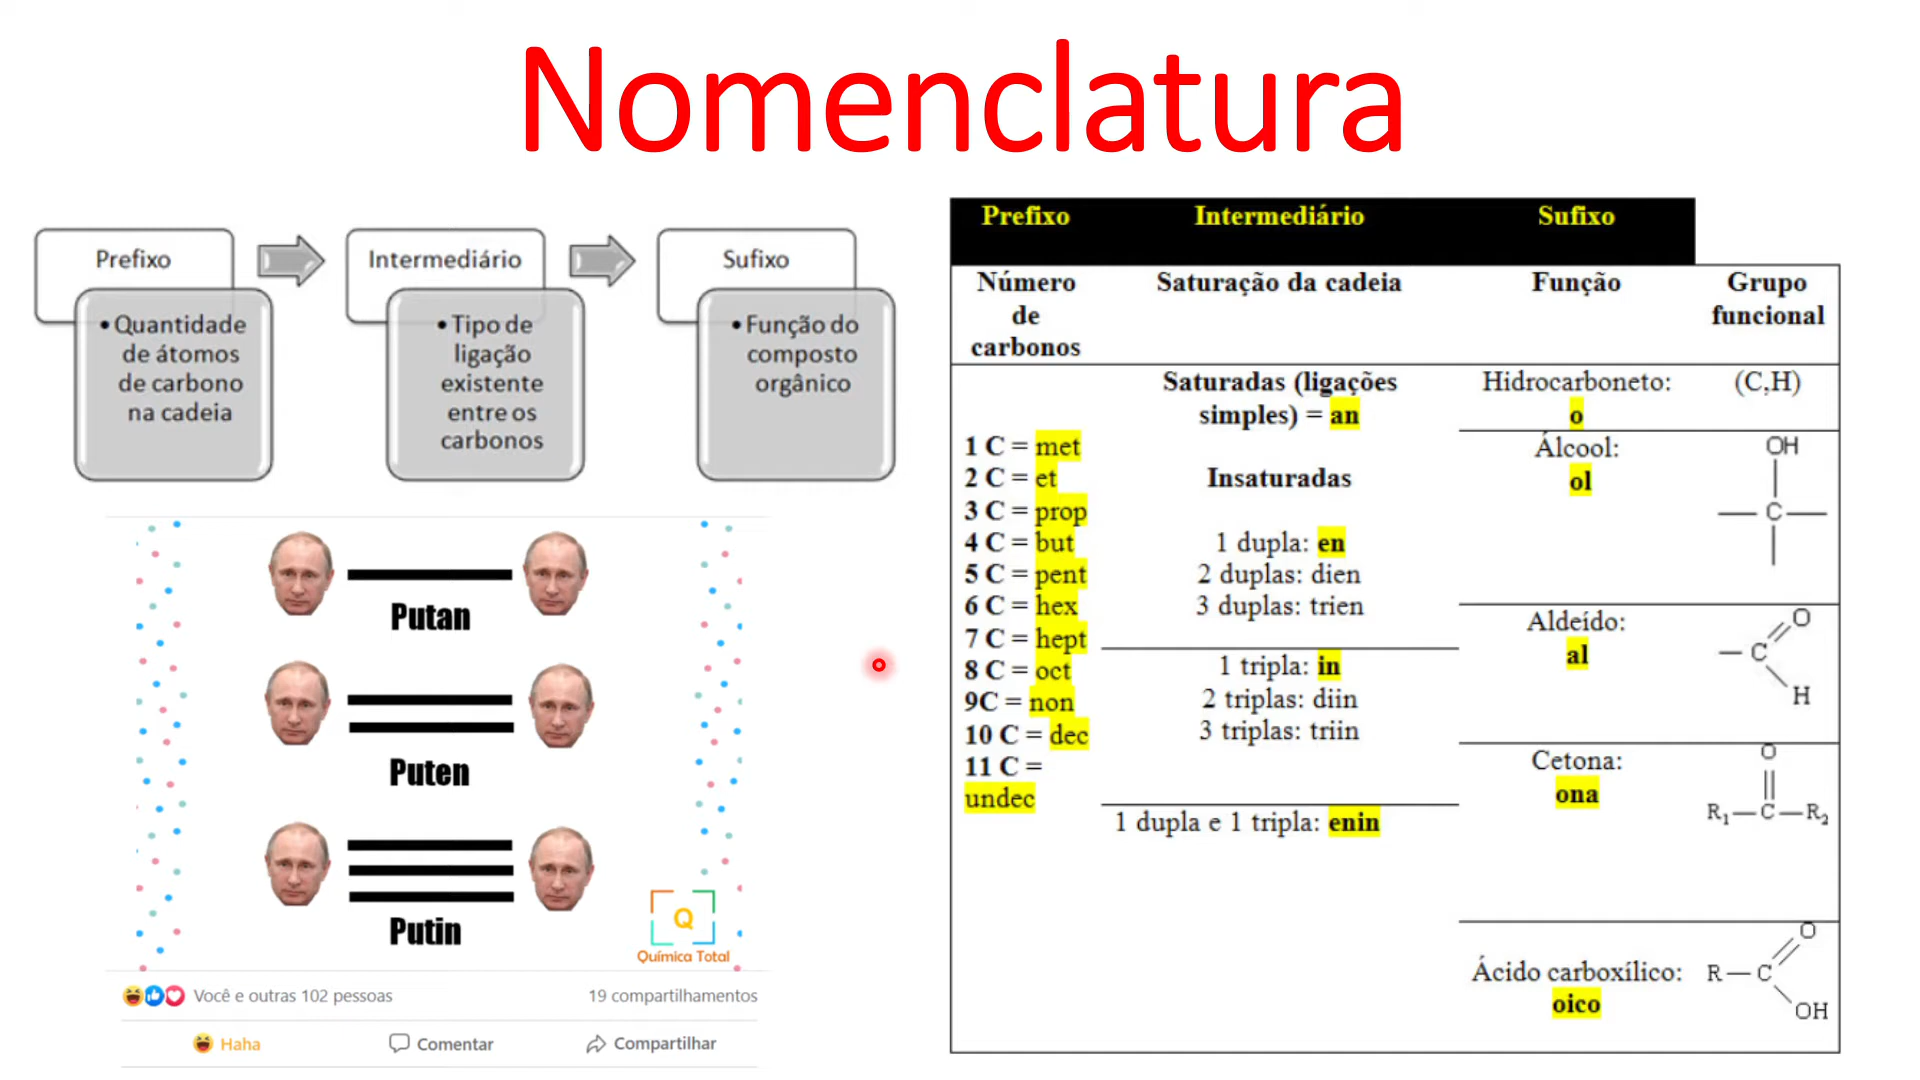 Nomenclatura
Prefixo
• Quantidade
de átomos
de carbono
na cadeia
Intermediário
• Tipo de
ligação
existente
entre os
carbonos
Sufixo
• Função do
composto
orgânico
Putan
Puten
Putin
Q
Química Total
Você e outras 102 pessoas
19 compartilhamentos
Haha
Comentar
Compartilhar
Prefixo
Intermediário
Sufixo
Número
de
carbonos
Saturação da cadeia
Função
Grupo
funcional
1 C = met
2 C = et
3 C = prop
4 C = but
5 C = pent
6 C = hex
7 C = hept
8 C = oct
9C = non
10 C = dec
11 C =
undec
Saturadas (ligações
simples) = an
Insaturadas
1 dupla: en
2 duplas: dien
3 duplas: trien
1 tripla: in
2 triplas: diin
3 triplas: triin
1 dupla e 1 tripla: enin
Hidrocarboneto:
o
(C,H)
Álcool:
ol
OH
C
Aldeído:
al
O
C
H
Cetona:
ona
O
R₁—C—R₂
Ácido carboxílico:
oico
O
R—C
OH